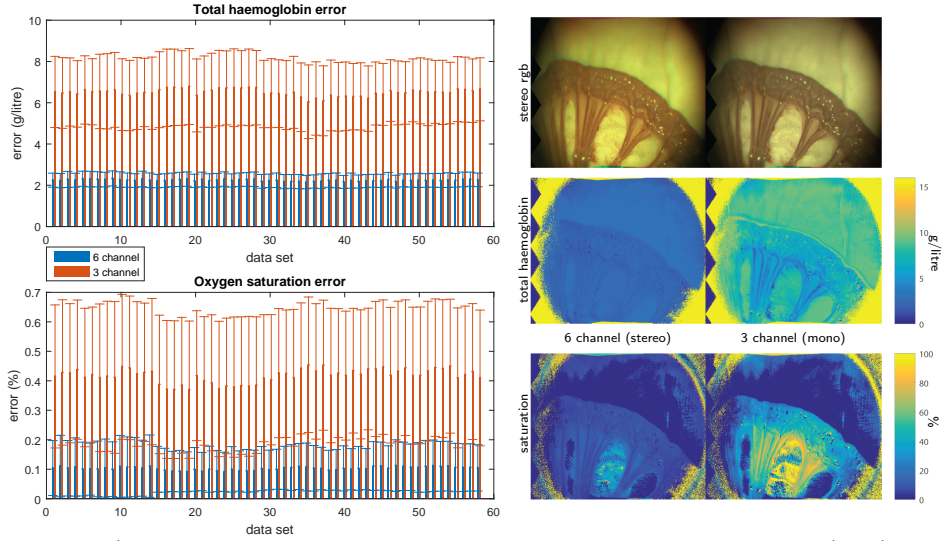 Total haemoglobin error
10
8
6
4
2
0
error (g/litre)
0 10 20 30 40 50 60
data set
6 channel
3 channel
Oxygen saturation error
0.7
0.6
0.5
0.4
0.3
0.2
0.1
0
error (%)
0 10 20 30 40 50 60
data set
stereo rgb
total haemoglobin
15
10
5
0
g/litre
6 channel (stereo) 3 channel (mono)
saturation
100
80
60
40
20
0
%